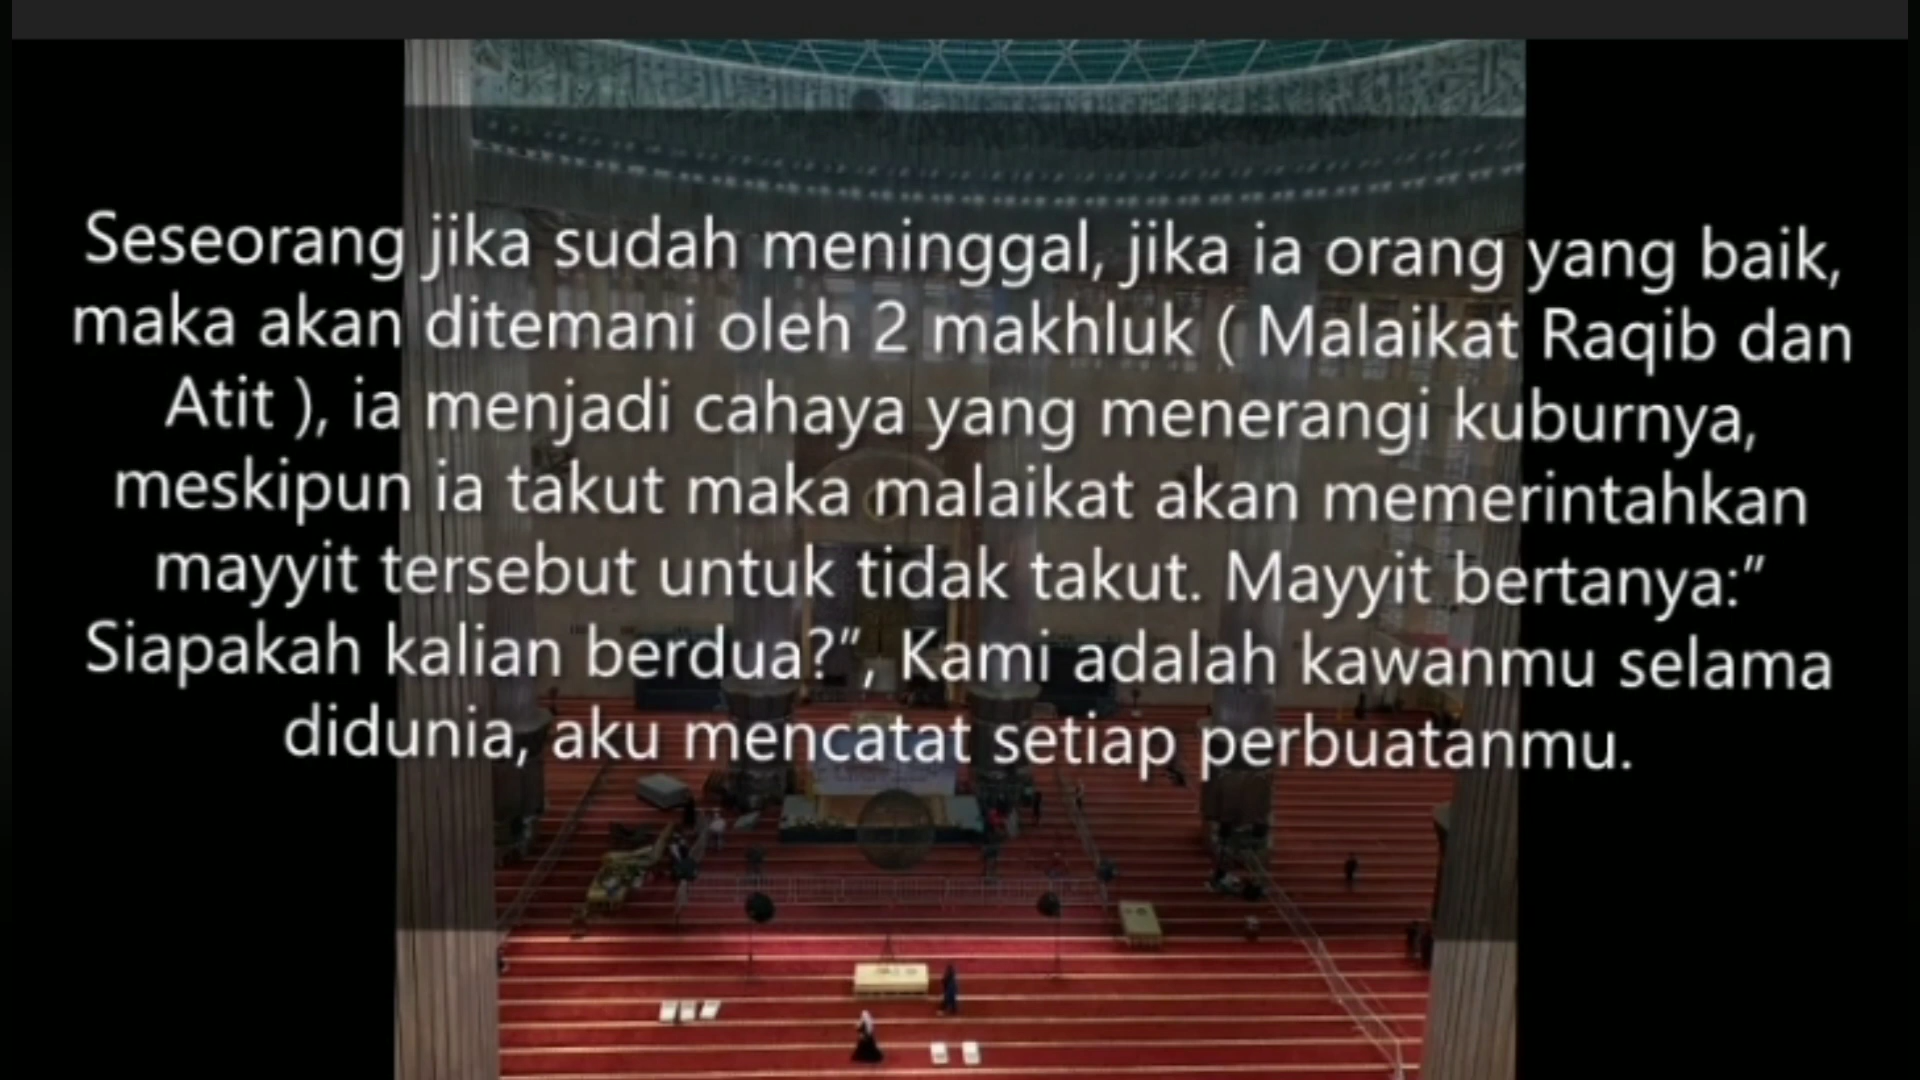 Seseorang jika sudah meninggal, jika ia orang yang baik,
maka akan ditemani oleh 2 makhluk ( Malaikat Raqib dan
Atit ), ia menjadi cahaya yang menerangi kuburnya,
meskipun ia takut maka malaikat akan memerintahkan
mayyit tersebut untuk tidak takut. Mayyit bertanya:”
Siapakah kalian berdua?”, Kami adalah kawanmu selama
didunia, aku mencatat setiap perbuatanmu.